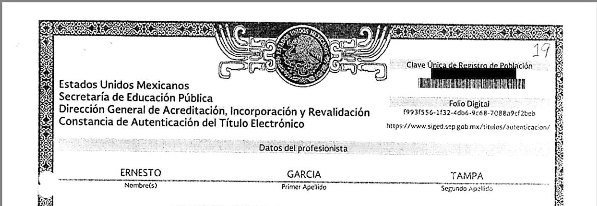 19
Clave Única de Registro de Población
Estados Unidos Mexicanos
Secretaría de Educación Pública
Dirección General de Acreditación, Incorporación y Revalidación
Constancia de Autenticación del Título Electrónico
Folio Digital
f993f556-1f32-4db6-9c68-7088a9cf2beb
https://www.siged.sep.gob.mx/titulos/autenticacion/
Datos del profesionista
ERNESTO GARCIA TAMPA
Nombre(s) Primer Apellido Segundo Apellido